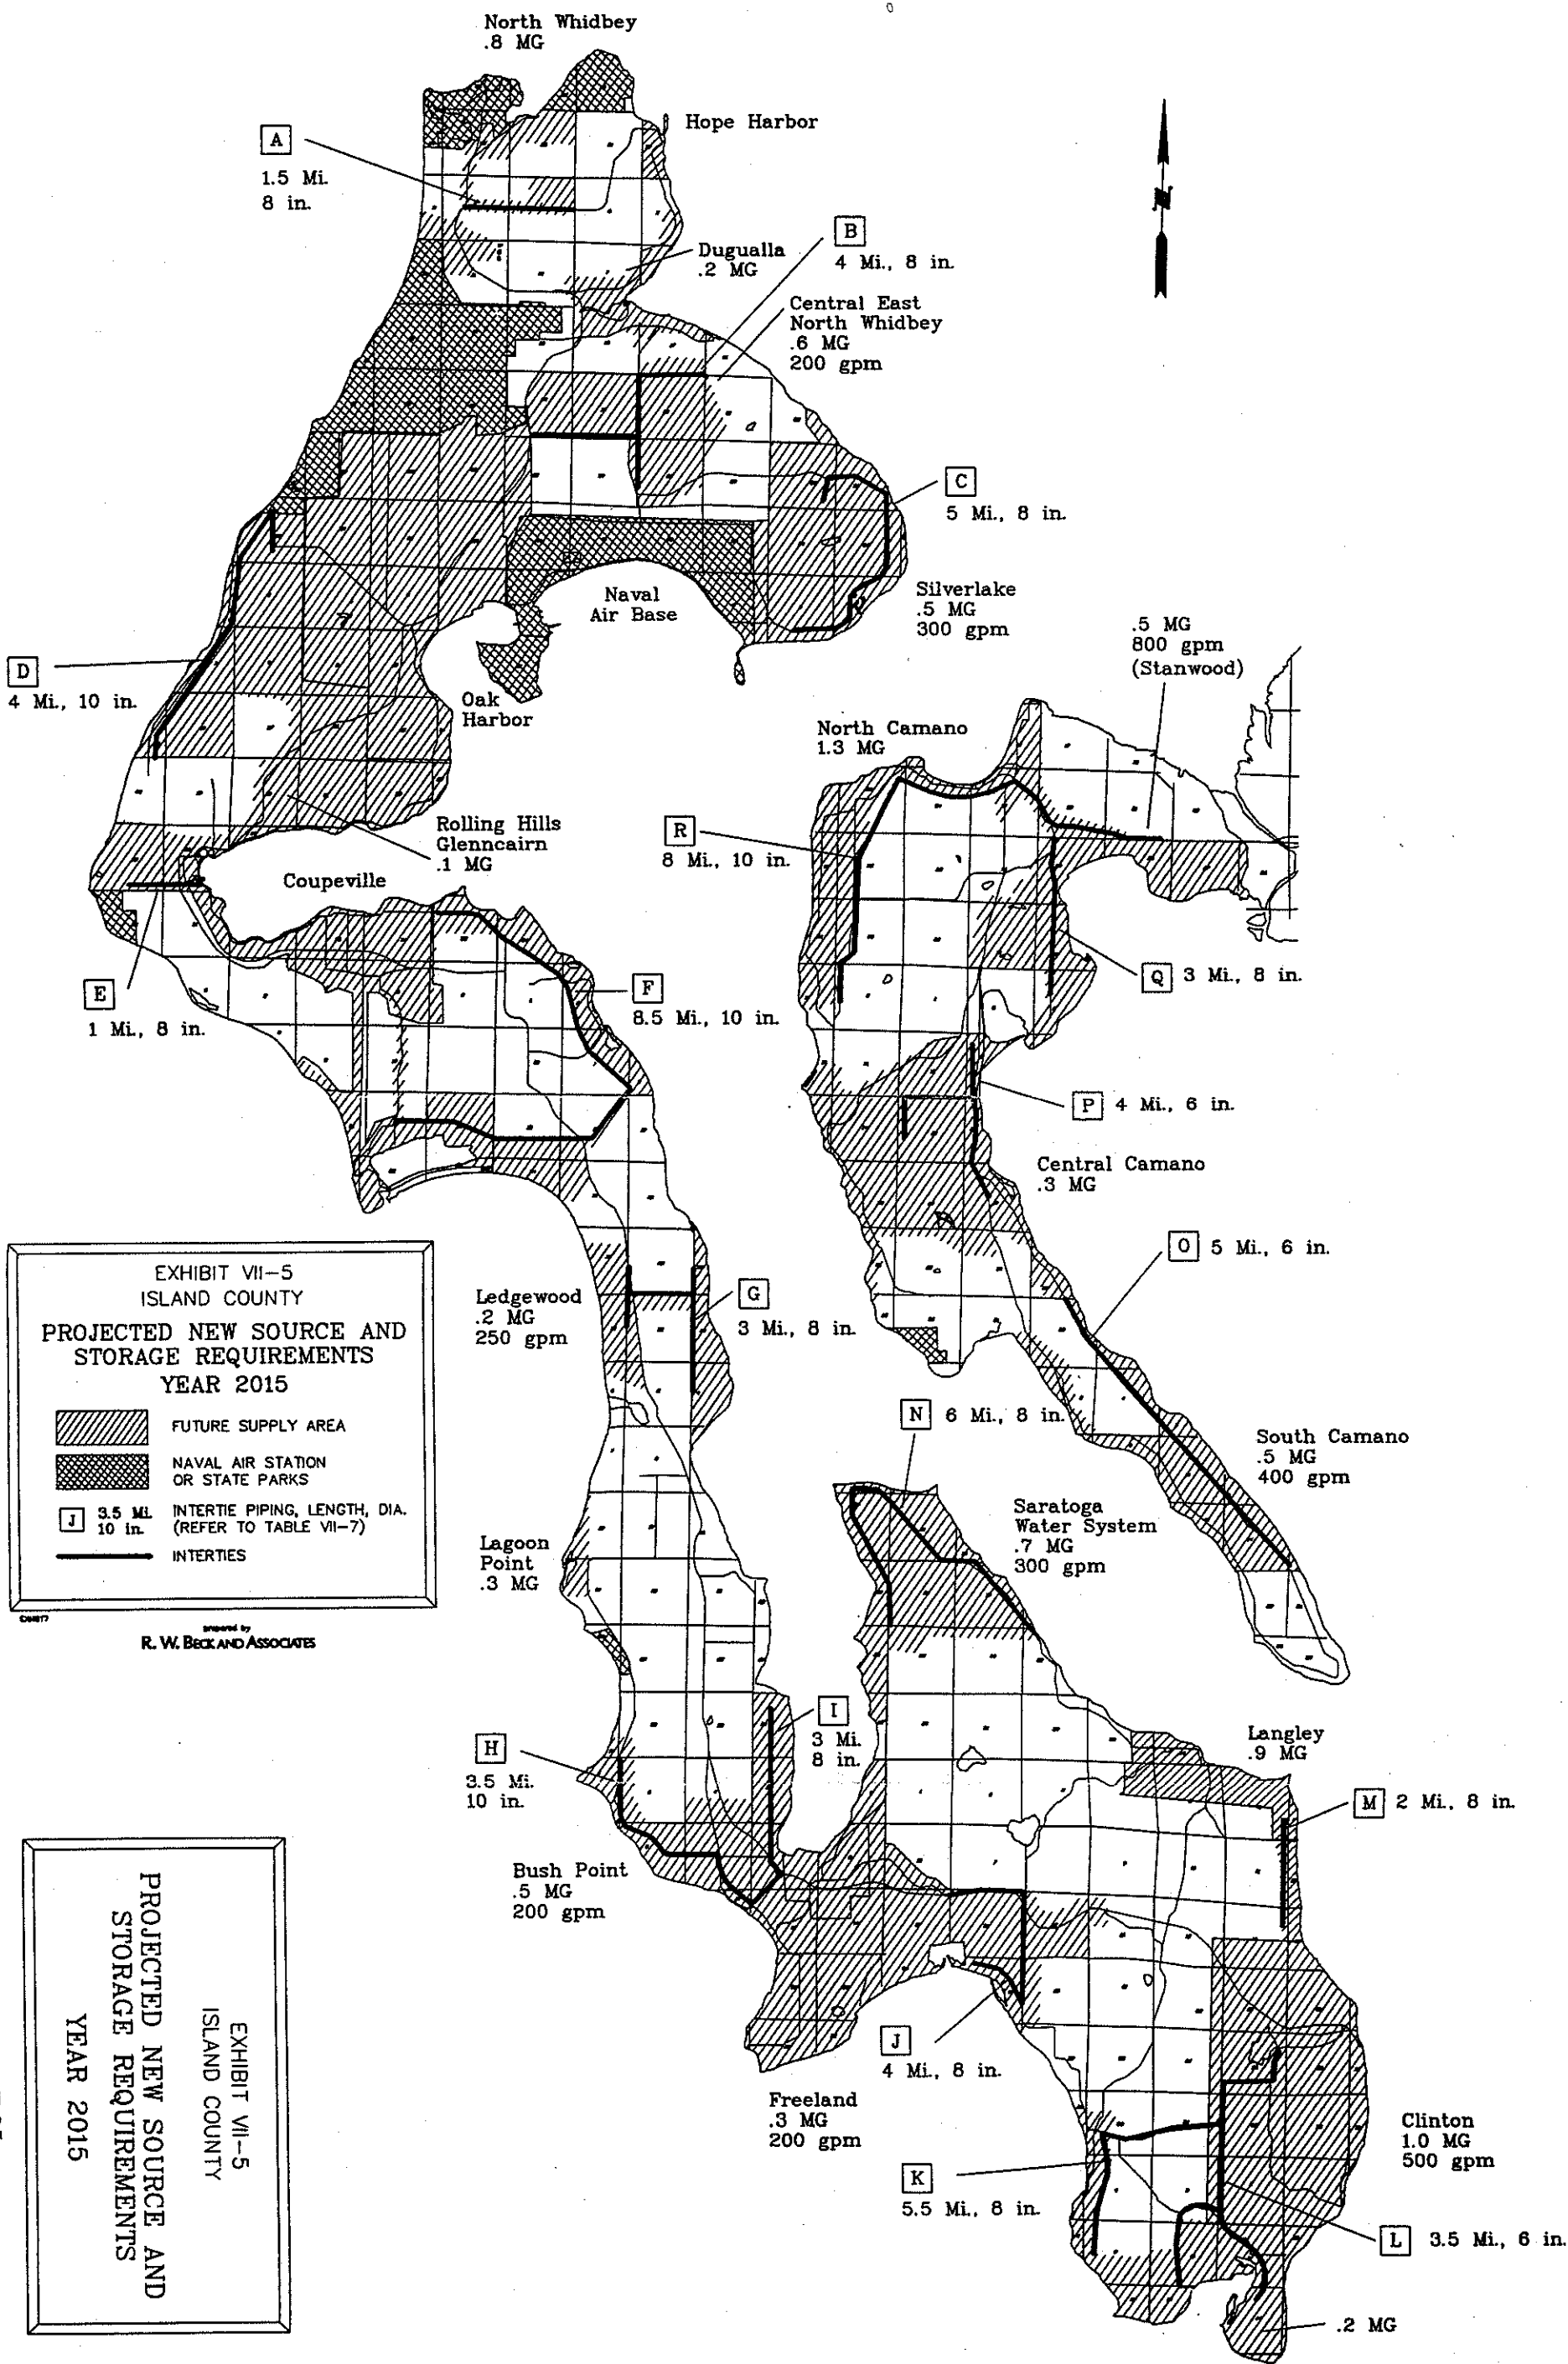 North Whidbey
.8 MG
Hope Harbor
A
1.5 Mi.
8 in.
B
4 Mi., 8 in.
Dugualla
.2 MG
Central East
North Whidbey
.6 MG
200 gpm
N
C
5 Mi., 8 in.
Naval
Air Base
Silverlake
.5 MG
300 gpm
.5 MG
800 gpm
(Stanwood)
D
4 Mi., 10 in.
Oak
Harbor
North Camano
1.3 MG
Rolling Hills
Glenncairn
.1 MG
R
8 Mi., 10 in.
Coupeville
E
1 Mi., 8 in.
F
8.5 Mi., 10 in.
Q 3 Mi., 8 in.
P 4 Mi., 6 in.
Central Camano
.3 MG
O 5 Mi., 6 in.
EXHIBIT VII-5
ISLAND COUNTY
PROJECTED NEW SOURCE AND
STORAGE REQUIREMENTS
YEAR 2015
FUTURE SUPPLY AREA
NAVAL AIR STATION
OR STATE PARKS
J 3.5 Mi. INTERTIE PIPING, LENGTH, DIA.
10 in. (REFER TO TABLE VII-7)
INTERTIES
prepared by
R. W. BECK AND ASSOCIATES
Ledgewood
.2 MG
250 gpm
G
3 Mi., 8 in.
N 6 Mi., 8 in.
South Camano
.5 MG
400 gpm
Saratoga
Water System
.7 MG
300 gpm
Lagoon
Point
.3 MG
I
3 Mi.
8 in.
H
3.5 Mi.
10 in.
Langley
.9 MG
M 2 Mi., 8 in.
Bush Point
.5 MG
200 gpm
J
4 Mi., 8 in.
Freeland
.3 MG
200 gpm
Clinton
1.0 MG
500 gpm
K
5.5 Mi., 8 in.
L 3.5 Mi., 6 in.
.2 MG
EXHIBIT VII-5
ISLAND COUNTY
PROJECTED NEW SOURCE AND
STORAGE REQUIREMENTS
YEAR 2015